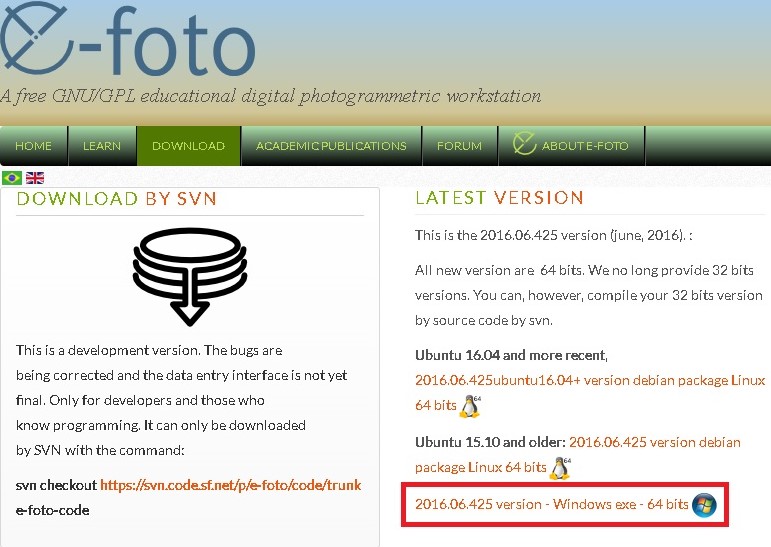 e-foto
A free GNU/GPL educational digital photogrammetric workstation
HOME LEARN DOWNLOAD ACADEMIC PUBLICATIONS FORUM ABOUT E-FOTO
DOWNLOAD BY SVN
This is a development version. The bugs are
being corrected and the data entry interface is not yet
final. Only for developers and those who
know programming. It can only be downloaded
by SVN with the command:
svn checkout https://svn.code.sf.net/p/e-foto/code/trunk
e-foto-code
LATEST VERSION
This is the 2016.06.425 version (june, 2016). :
All new version are 64 bits. We no long provide 32 bits
versions. You can, however, compile your 32 bits version
by source code by svn.
Ubuntu 16.04 and more recent,
2016.06.425ubuntu16.04+ version debian package Linux
64 bits 64
Ubuntu 15.10 and older: 2016.06.425 version debian
package Linux 64 bits 64
2016.06.425 version - Windows exe - 64 bits